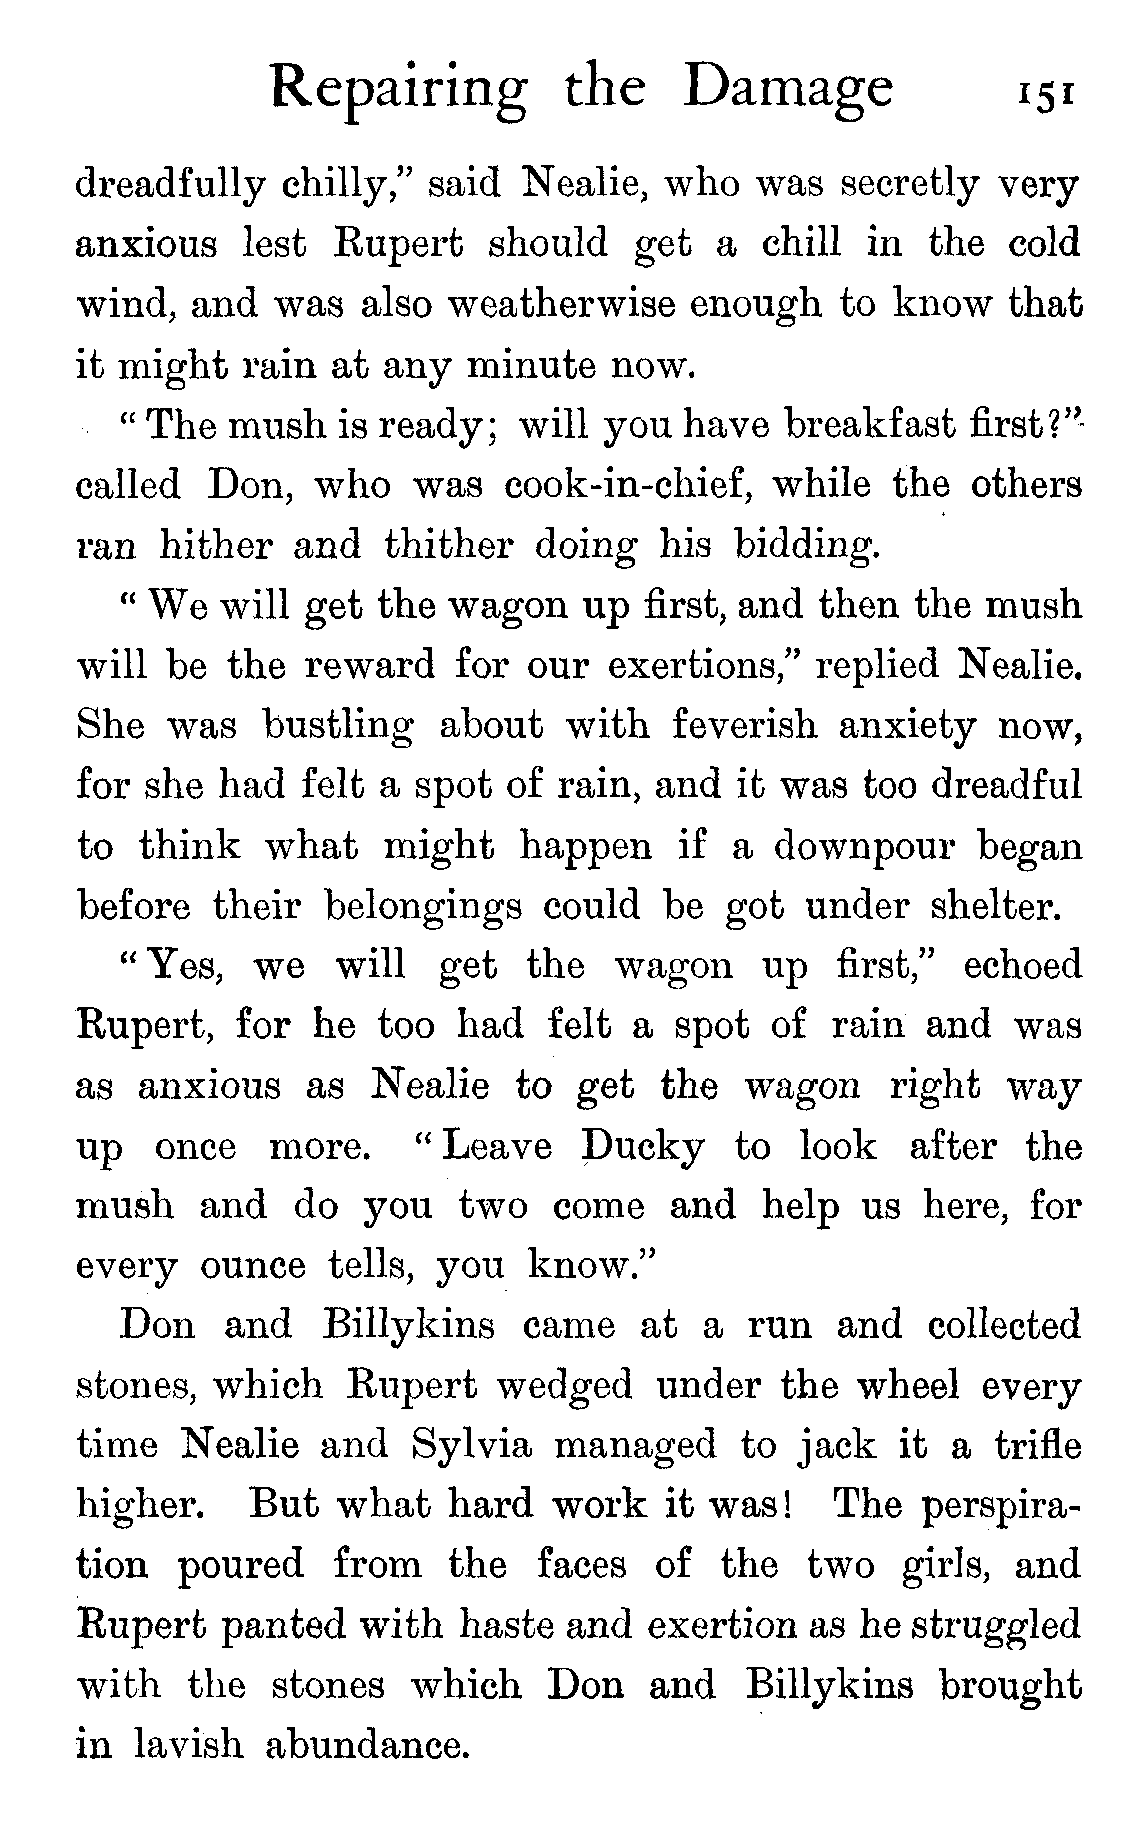 Repairing the Damage 151
dreadfully chilly,” said Nealie, who was secretly very
anxious lest Rupert should get a chill in the cold
wind, and was also weatherwise enough to know that
it might rain at any minute now.
“The mush is ready; will you have breakfast first?”
called Don, who was cook-in-chief, while the others
ran hither and thither doing his bidding.
“We will get the wagon up first, and then the mush
will be the reward for our exertions,” replied Nealie.
She was bustling about with feverish anxiety now,
for she had felt a spot of rain, and it was too dreadful
to think what might happen if a downpour began
before their belongings could be got under shelter.
“Yes, we will get the wagon up first,” echoed
Rupert, for he too had felt a spot of rain and was
as anxious as Nealie to get the wagon right way
up once more. “Leave Ducky to look after the
mush and do you two come and help us here, for
every ounce tells, you know.”
Don and Billykins came at a run and collected
stones, which Rupert wedged under the wheel every
time Nealie and Sylvia managed to jack it a trifle
higher. But what hard work it was! The perspira-
tion poured from the faces of the two girls, and
Rupert panted with haste and exertion as he struggled
with the stones which Don and Billykins brought
in lavish abundance.